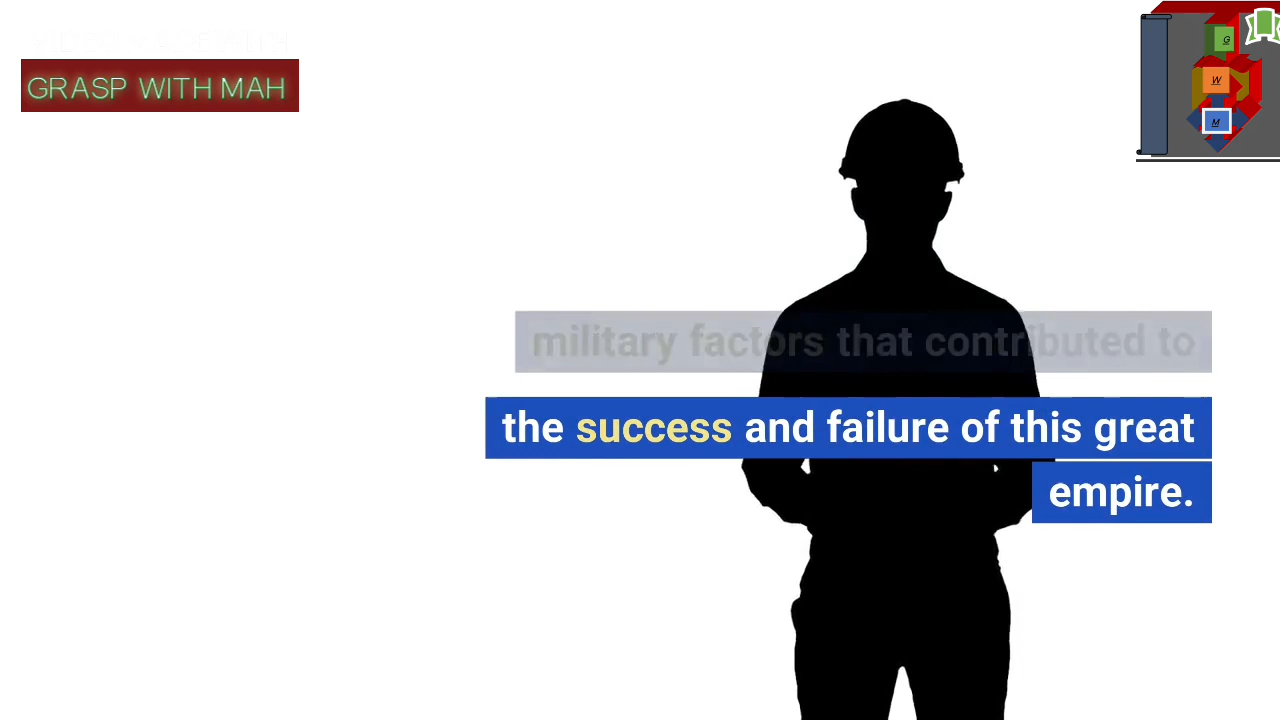 GRASP WITH MAH
G
W
M
military factors that contributed to
the success and failure of this great
empire.